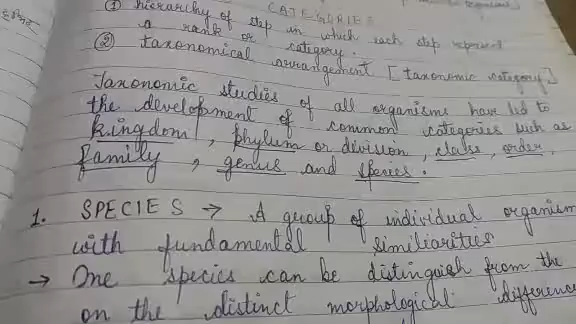 CATEGORIES
① hierarchy of step in which each step represent
a rank or category.
② taxonomical arrangement [taxonomic category]
Taxonomic studies of all organisms have led to
the development of common categories such as
kingdom, phylum or division, class, order,
family, genus and species.
1. SPECIES → A group of individual organism
with fundamental similiarities
→ One species can be distinguish from the
on the distinct morphological difference